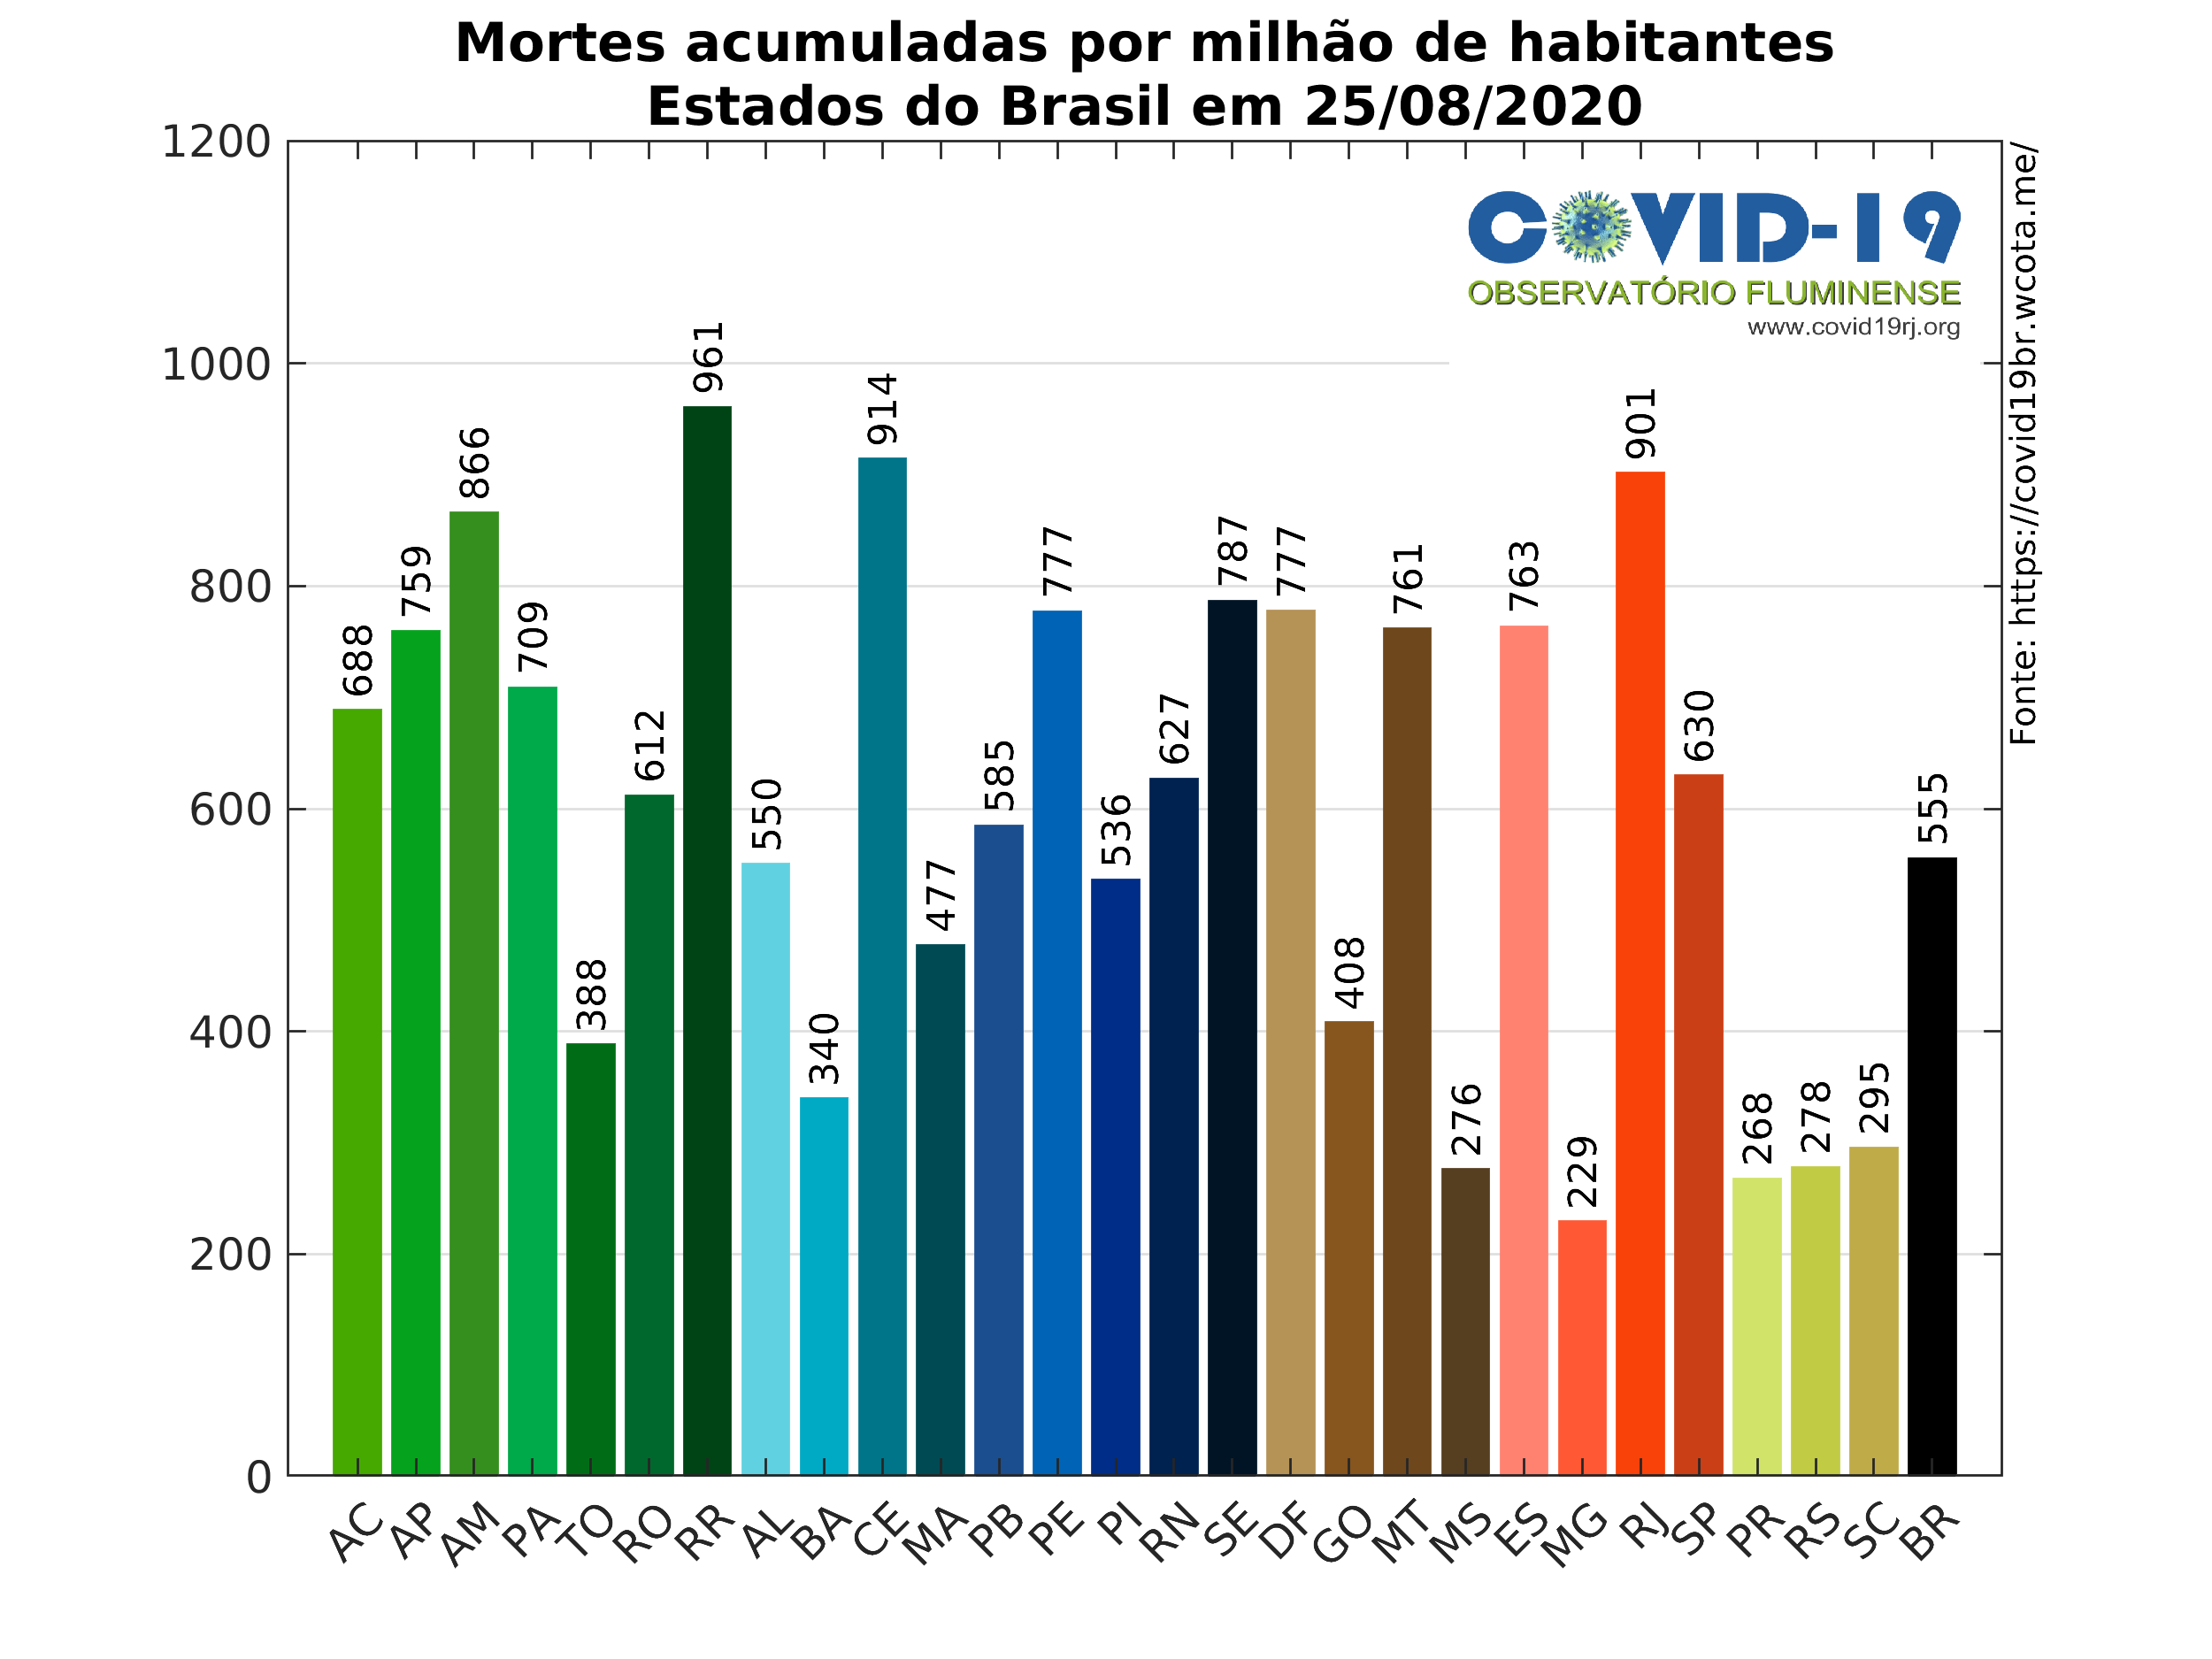 Mortes acumuladas por milhão de habitantes
Estados do Brasil em 25/08/2020
1200
1000
800
600
400
200
0
COVID-19
OBSERVATÓRIO FLUMINENSE
www.covid19rj.org
Fonte: https://covid19br.wcota.me/
688
759
866
709
388
612
961
550
340
914
477
585
777
536
627
787
777
408
761
276
763
229
901
630
268
278
295
555
AC
AP
AM
PA
TO
RO
RR
AL
BA
CE
MA
PB
PE
PI
RN
SE
DF
GO
MT
MS
ES
MG
RJ
SP
PR
RS
SC
BR